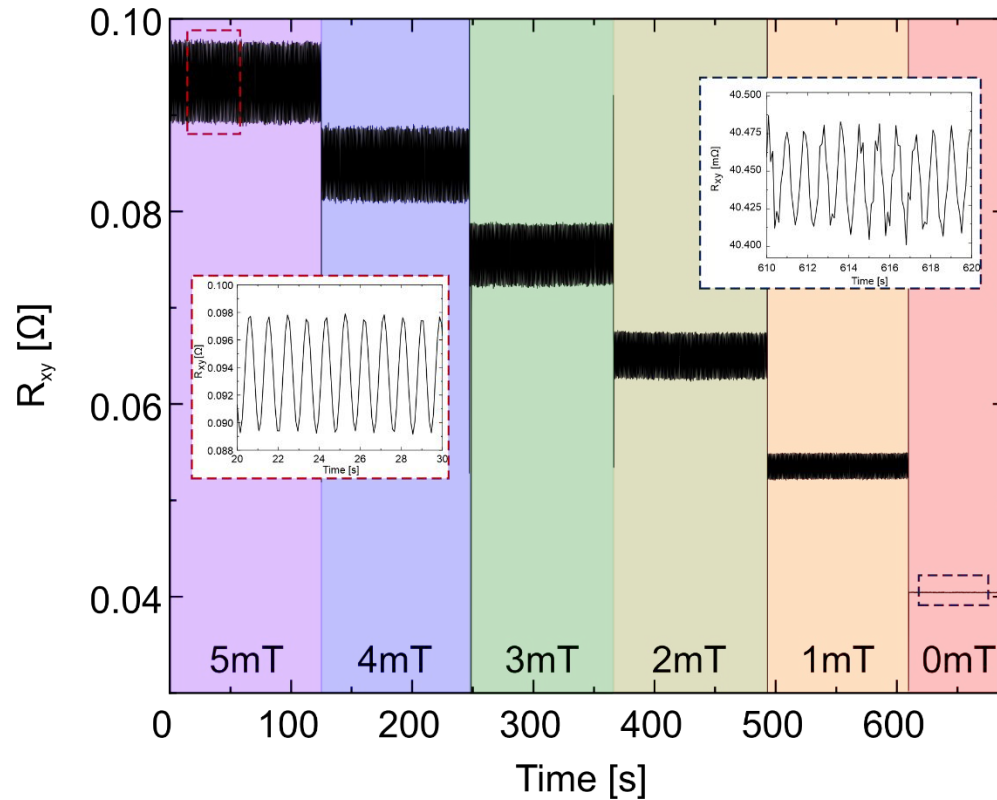 0.10
0.08
0.06
0.04
R_xy [Ω]
40.500
40.475
40.450
40.425
40.400
R_xy [mΩ]
610 612 614 616 618 620
Time [s]
0.100
0.098
0.096
0.094
0.092
0.090
0.088
R_xy [Ω]
20 22 24 26 28 30
Time [s]
5mT 4mT 3mT 2mT 1mT 0mT
0 100 200 300 400 500 600
Time [s]